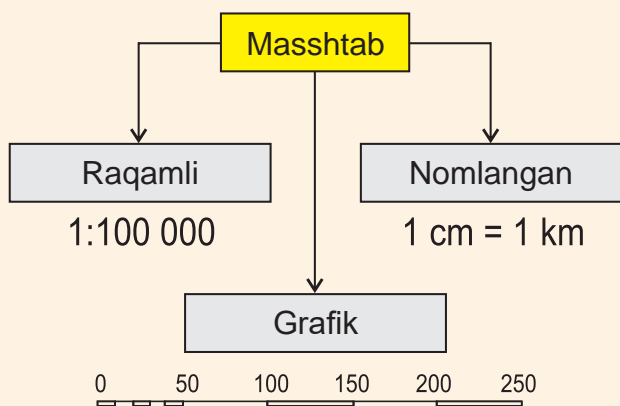 Masshtab
Raqamli
Nomlangan
1:100 000
1 cm = 1 km
Grafik
0 50 100 150 200 250